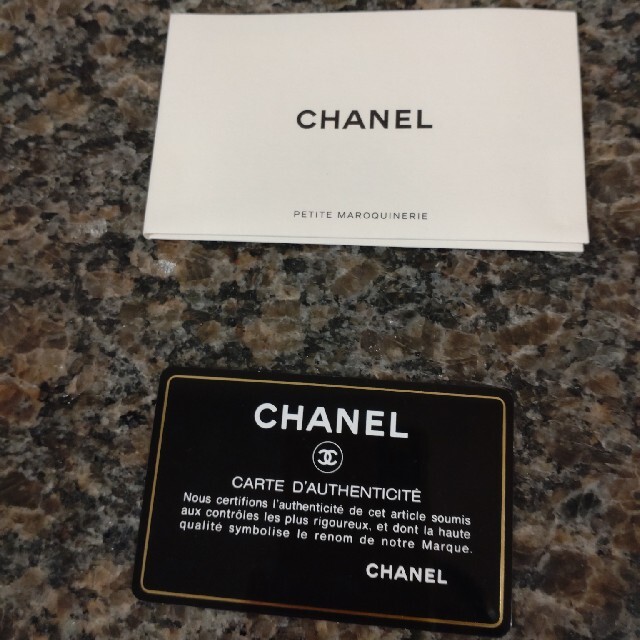 CHANEL
PETITE MAROQUINERIE
CHANEL
CARTE D'AUTHENTICITÉ
Nous certifions l'authenticité de cet article soumis
aux contrôles les plus rigoureux, et dont la haute
qualité symbolise le renom de notre Marque.
CHANEL